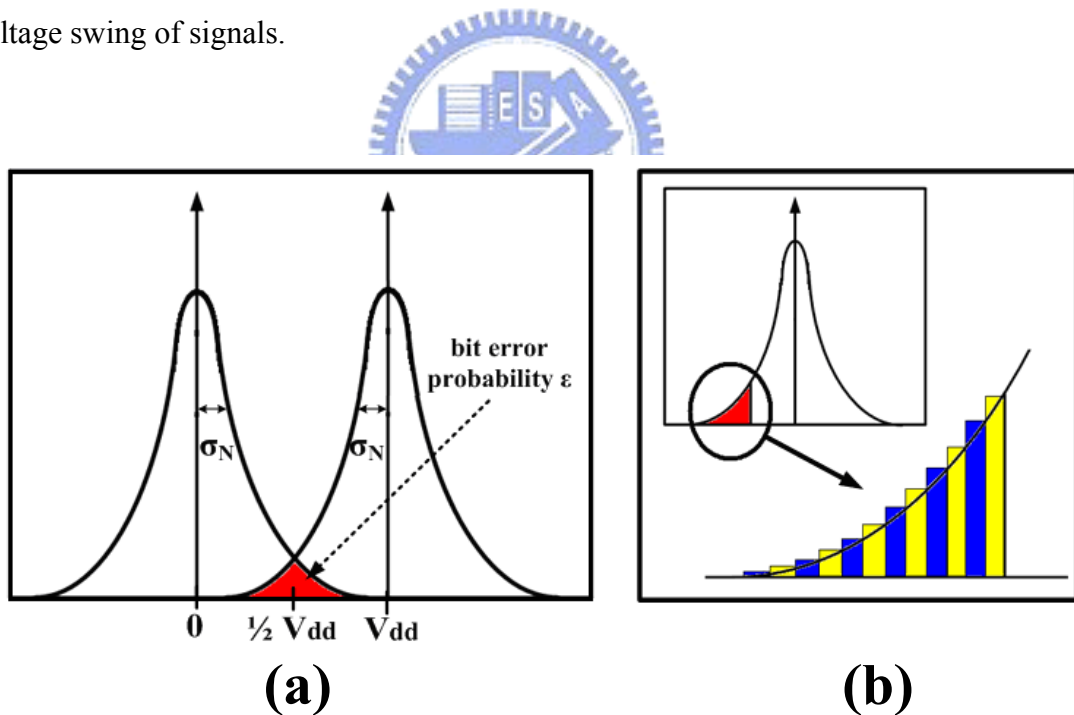 ltage swing of signals.
E S A
bit error
probability ε
σN
σN
0
½ Vdd
Vdd
(a)
(b)